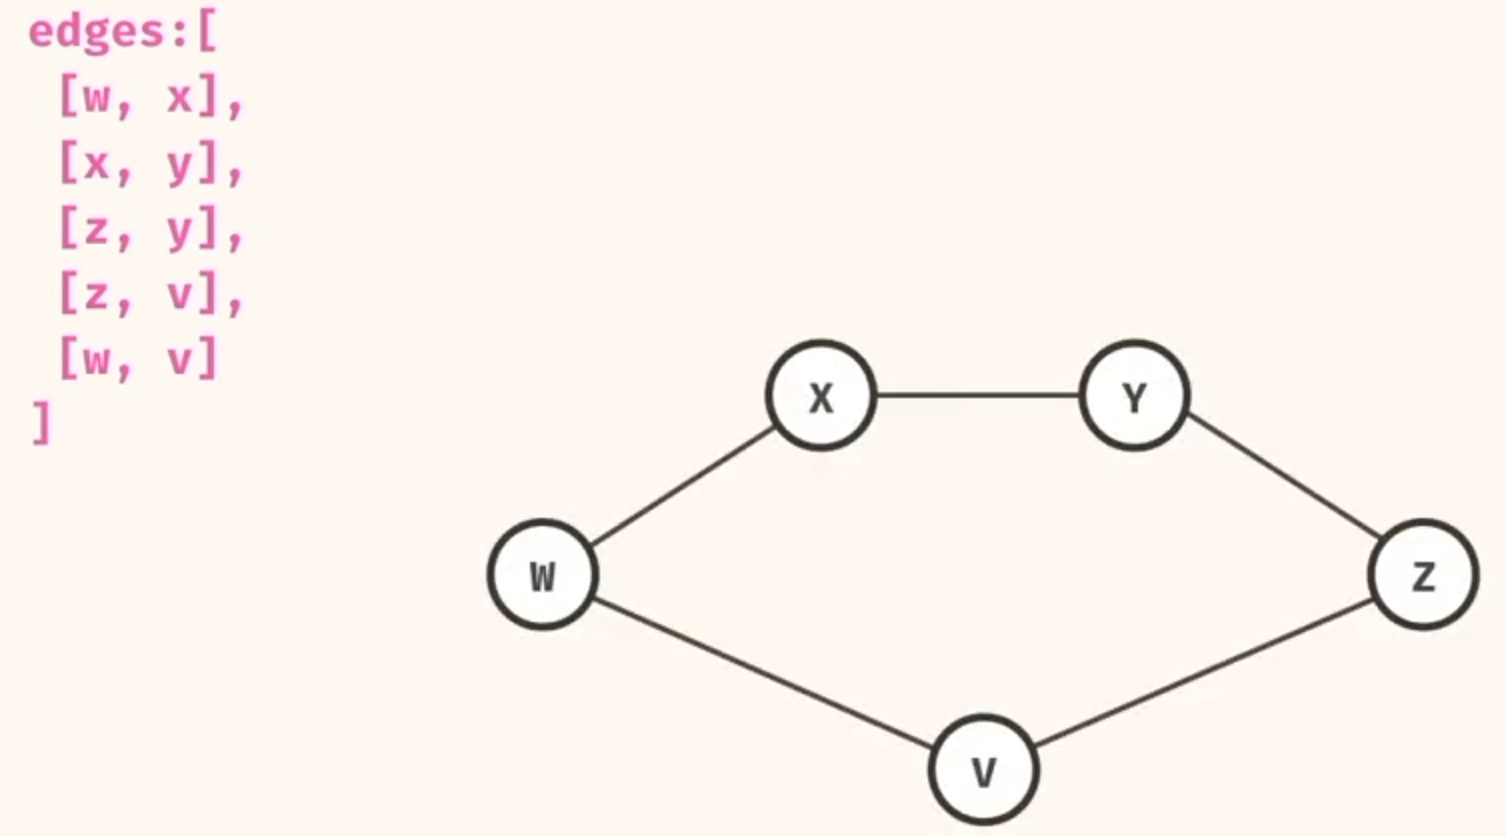 edges:[
[w, x],
[x, y],
[z, y],
[z, v],
[w, v]
]
X
Y
W
Z
V